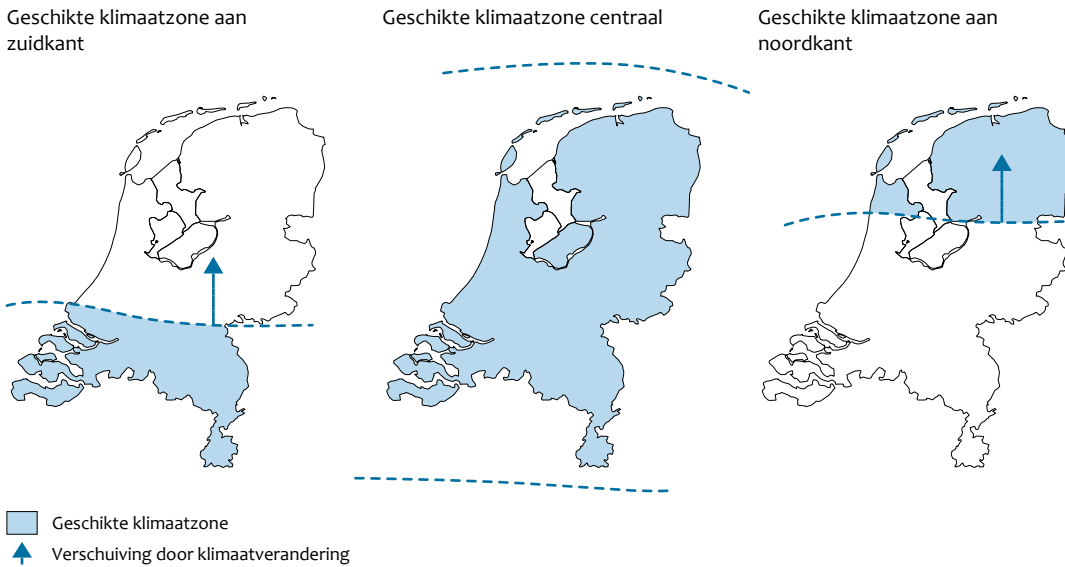 Geschikte klimaatzone aan
zuidkant
Geschikte klimaatzone centraal
Geschikte klimaatzone aan
noordkant
Geschikte klimaatzone
Verschuiving door klimaatverandering